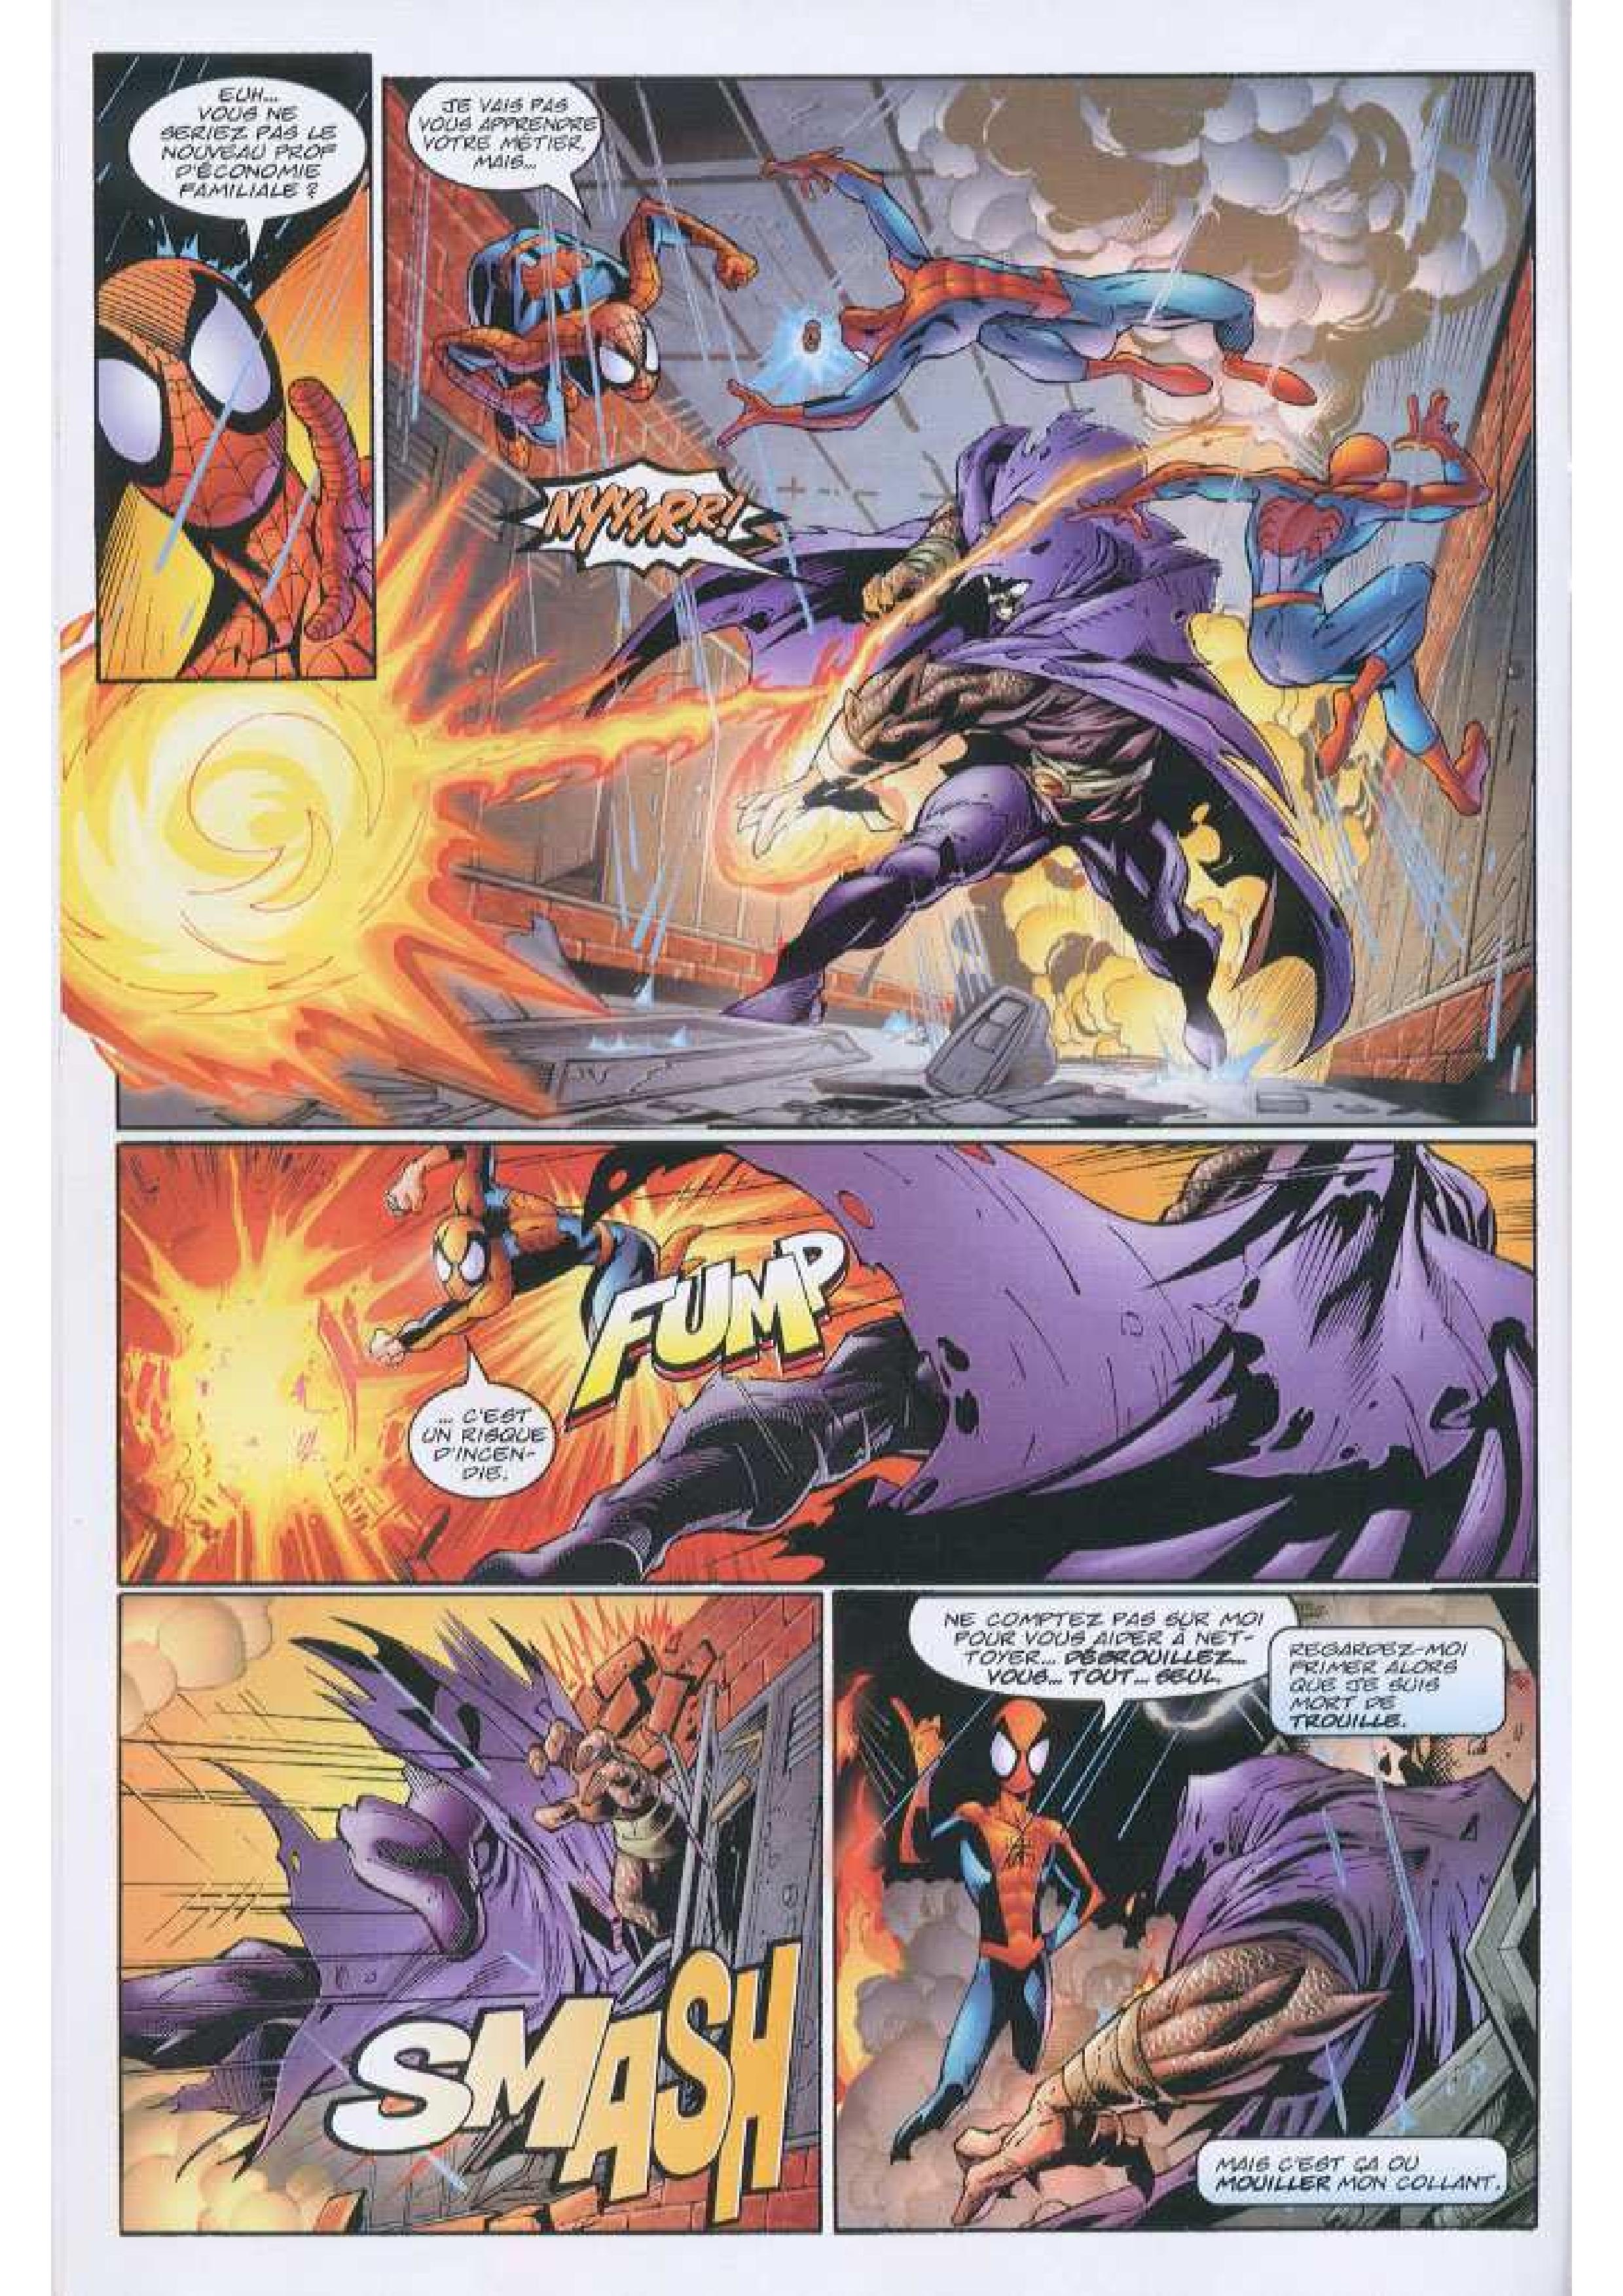 EUH...
VOUS NE
SERIEZ PAS LE
NOUVEAU PROF
D'ÉCONOMIE
FAMILIALE ?
JE VAIS PAS
VOUS APPRENDRE
VOTRE MÉTIER,
MAIS...
NYYYRR!
FUMP
... C'EST
UN RISQUE
D'INCEN-
DIE.
SMASH
NE COMPTEZ PAS SUR MOI
POUR VOUS AIDER À NET-
TOYER... DÉBROUILLEZ...
VOUS... TOUT... SEUL.
REGARDEZ-MOI
FRIMER ALORS
QUE JE SUIS
MORT DE
TROUILLE.
MAIS C'EST ÇA OU
MOUILLER MON COLLANT.